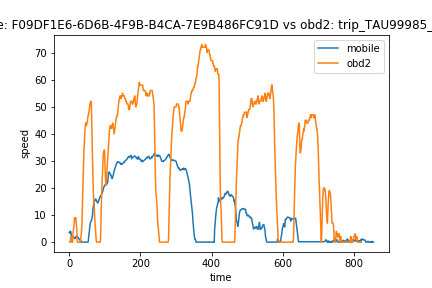 e: F09DF1E6-6D6B-4F9B-B4CA-7E9B486FC91D vs obd2: trip_TAU99985_
mobile
obd2
speed
70
60
50
40
30
20
10
0
0 200 400 600 800
time